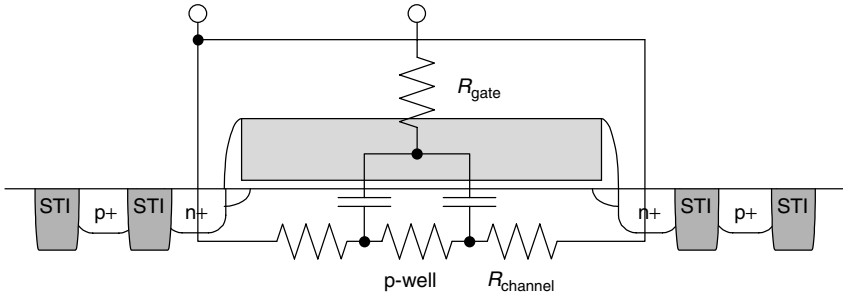 R_gate
STI p+ STI n+ n+ STI p+ STI
p-well R_channel